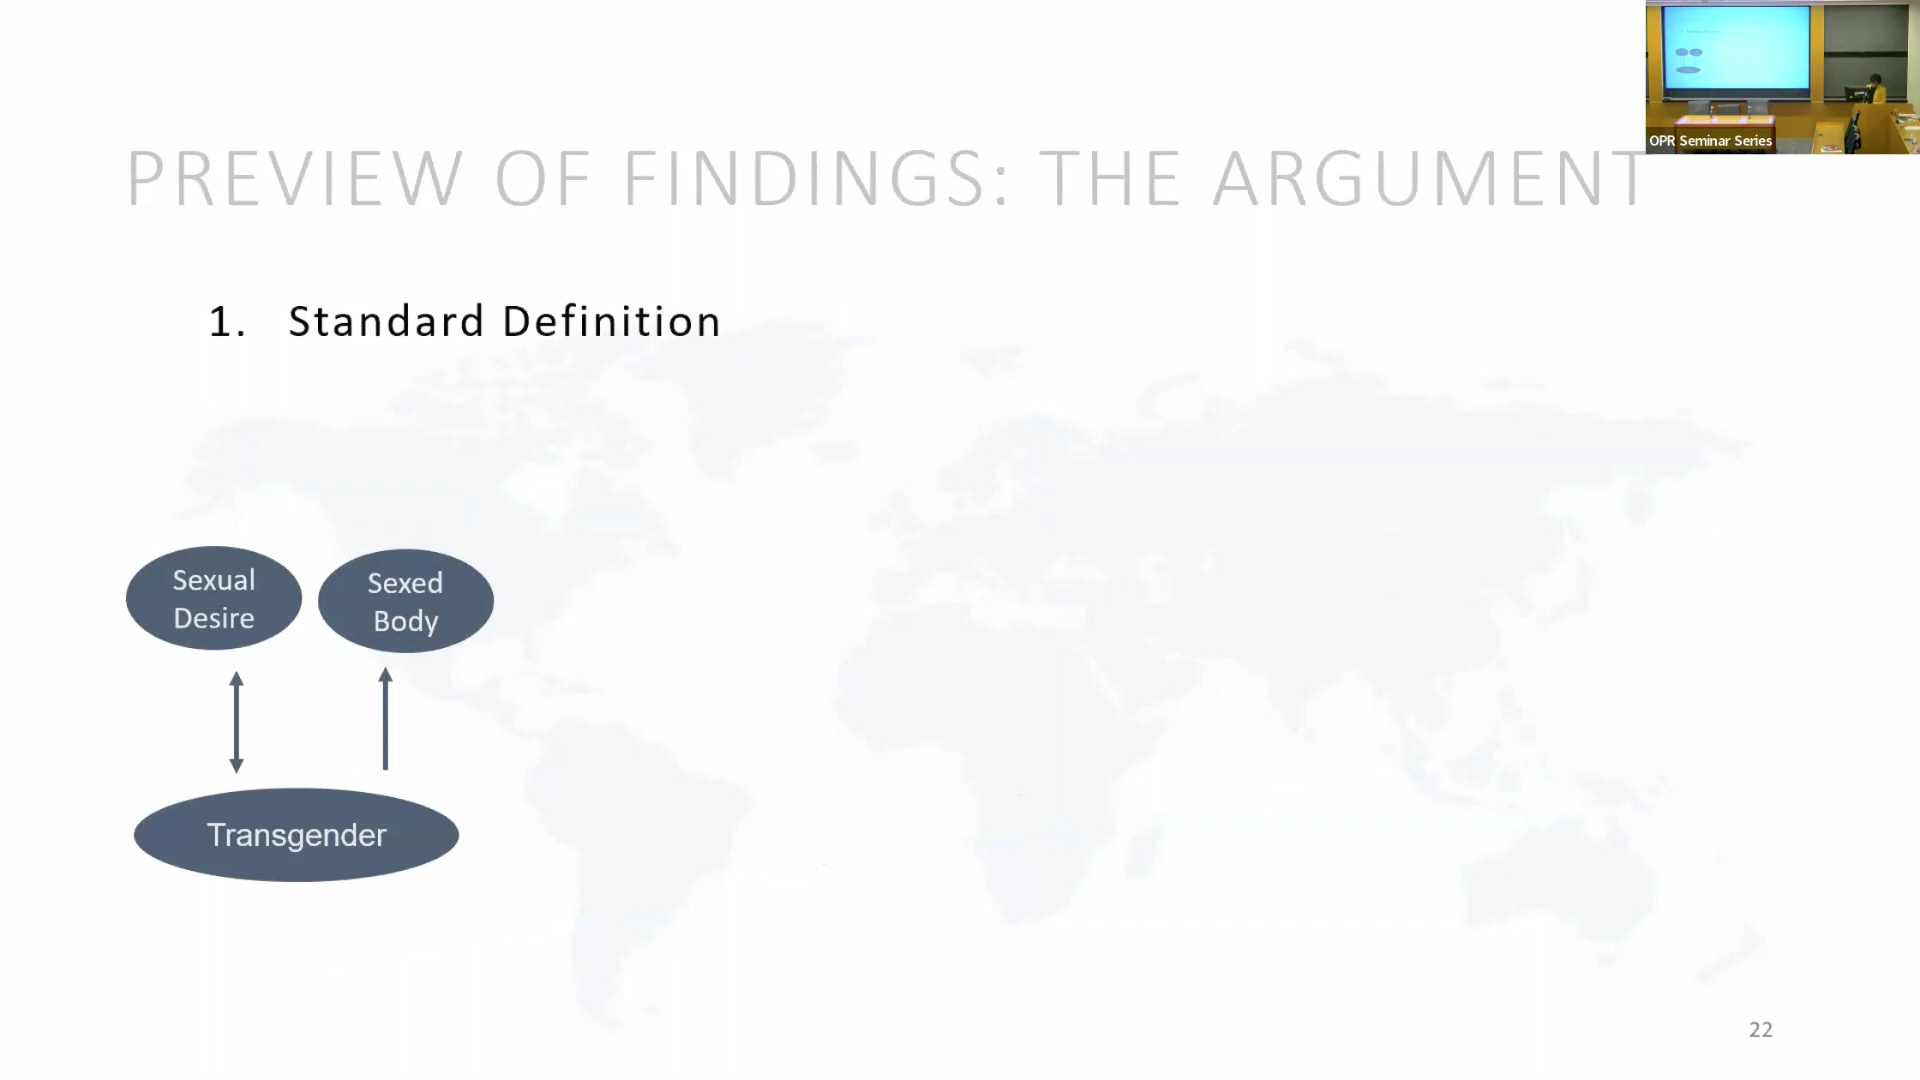 OPR Seminar Series
PREVIEW OF FINDINGS: THE ARGUMENT
1. Standard Definition
Sexual
Desire
Sexed
Body
Transgender
22